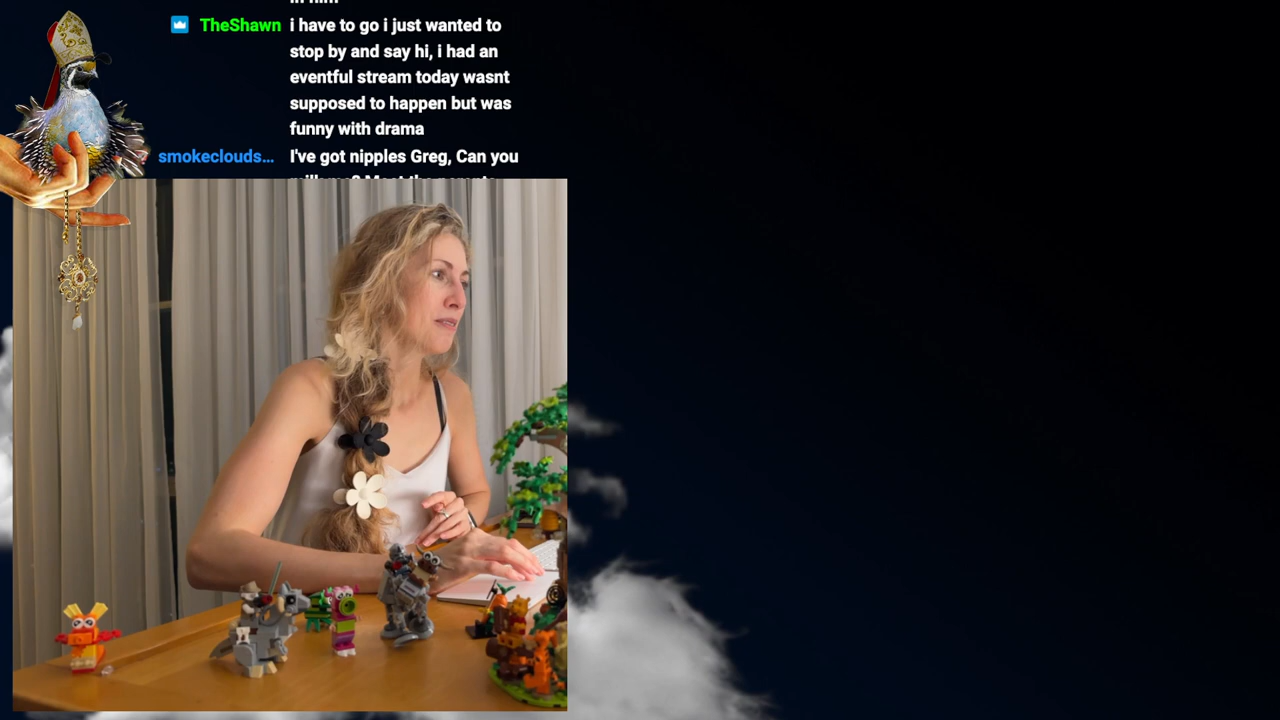 TheShawn i have to go i just wanted to
stop by and say hi, i had an
eventful stream today wasnt
supposed to happen but was
funny with drama
smokeclouds... I've got nipples Greg, Can you